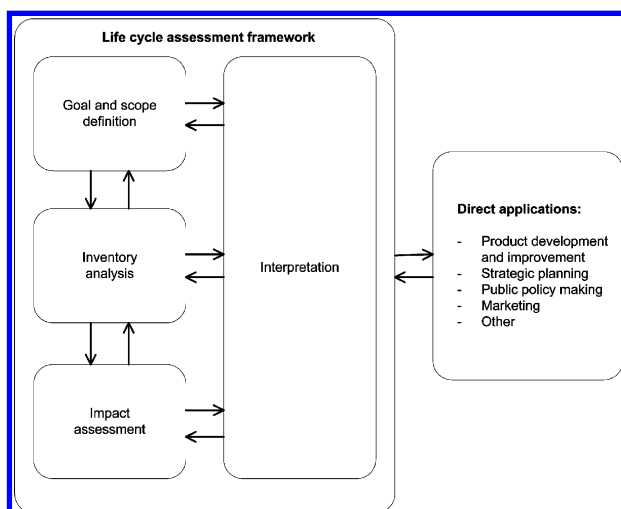 Life cycle assessment framework
Goal and scope
definition
Inventory
analysis
Impact
assessment
Interpretation
Direct applications:
- Product development
and improvement
- Strategic planning
- Public policy making
- Marketing
- Other